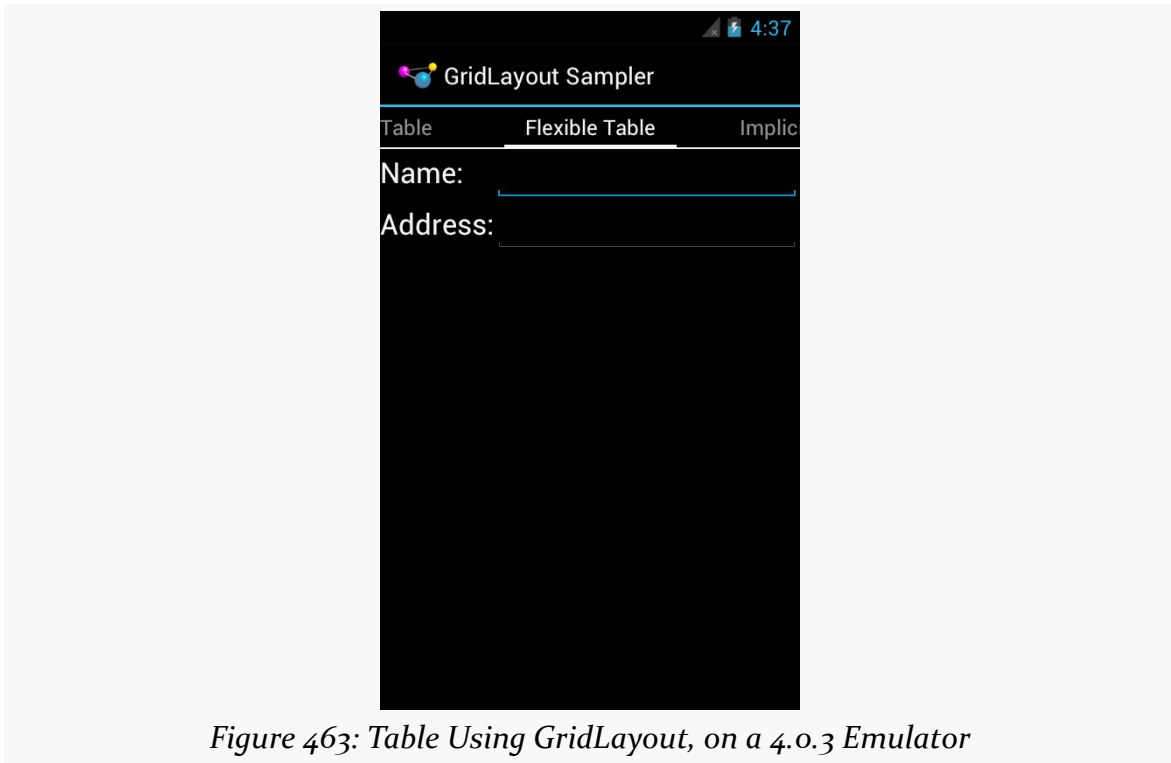 4:37
GridLayout Sampler
Table Flexible Table Implici
Name:
Address:
Figure 463: Table Using GridLayout, on a 4.0.3 Emulator